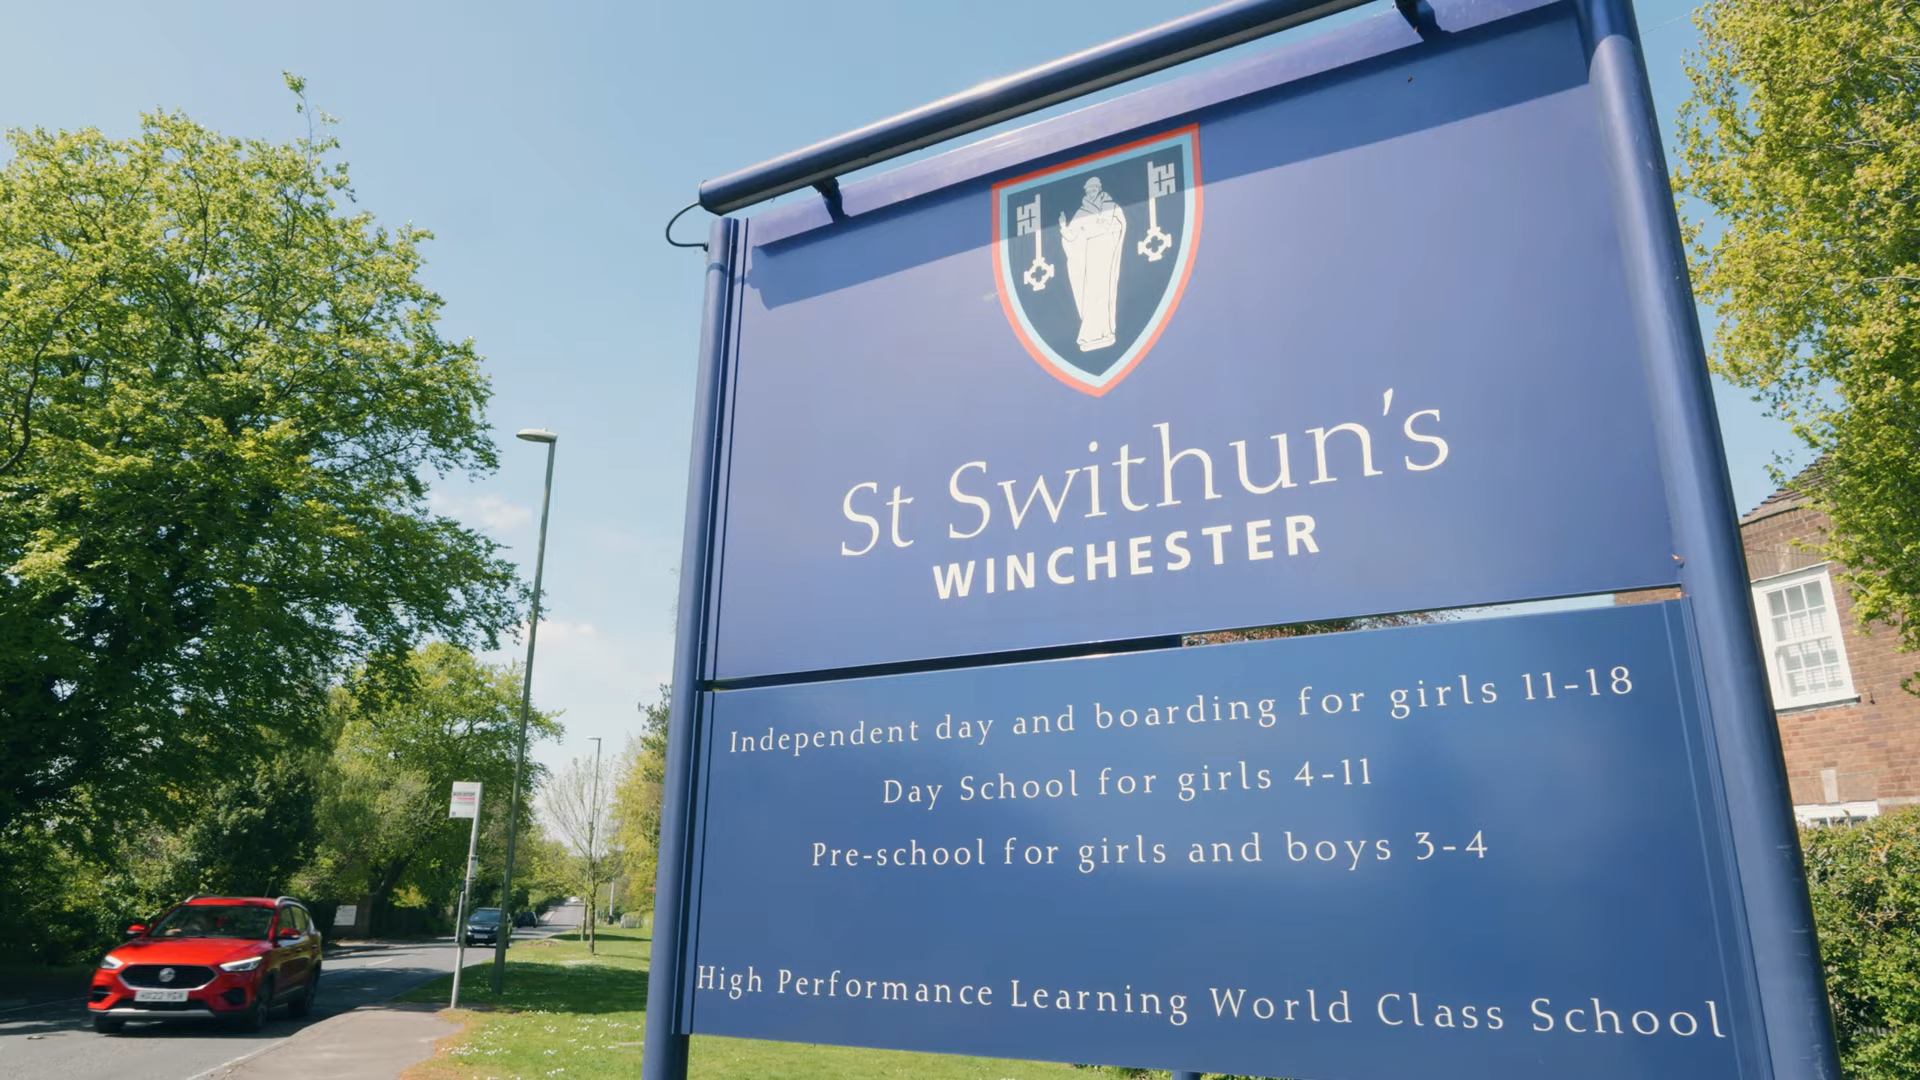 St Swithun's
WINCHESTER
Independent day and boarding for girls 11-18
Day School for girls 4-11
Pre-school for girls and boys 3-4
High Performance Learning World Class School